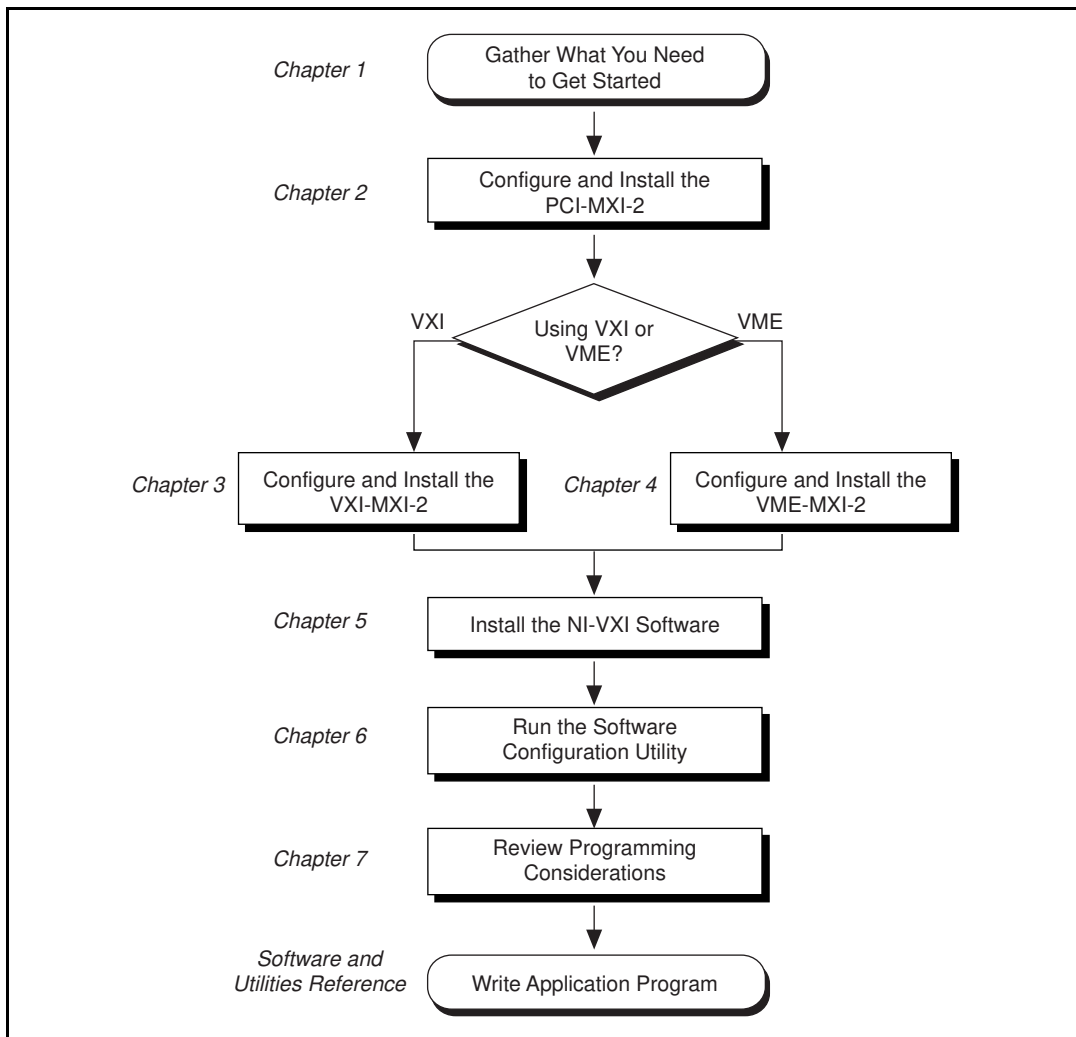 Chapter 1
Gather What You Need
to Get Started
Chapter 2
Configure and Install the
PCI-MXI-2
VXI
Using VXI or
VME?
VME
Chapter 3
Configure and Install the
VXI-MXI-2
Chapter 4
Configure and Install the
VME-MXI-2
Chapter 5
Install the NI-VXI Software
Chapter 6
Run the Software
Configuration Utility
Chapter 7
Review Programming
Considerations
Software and
Utilities Reference
Write Application Program